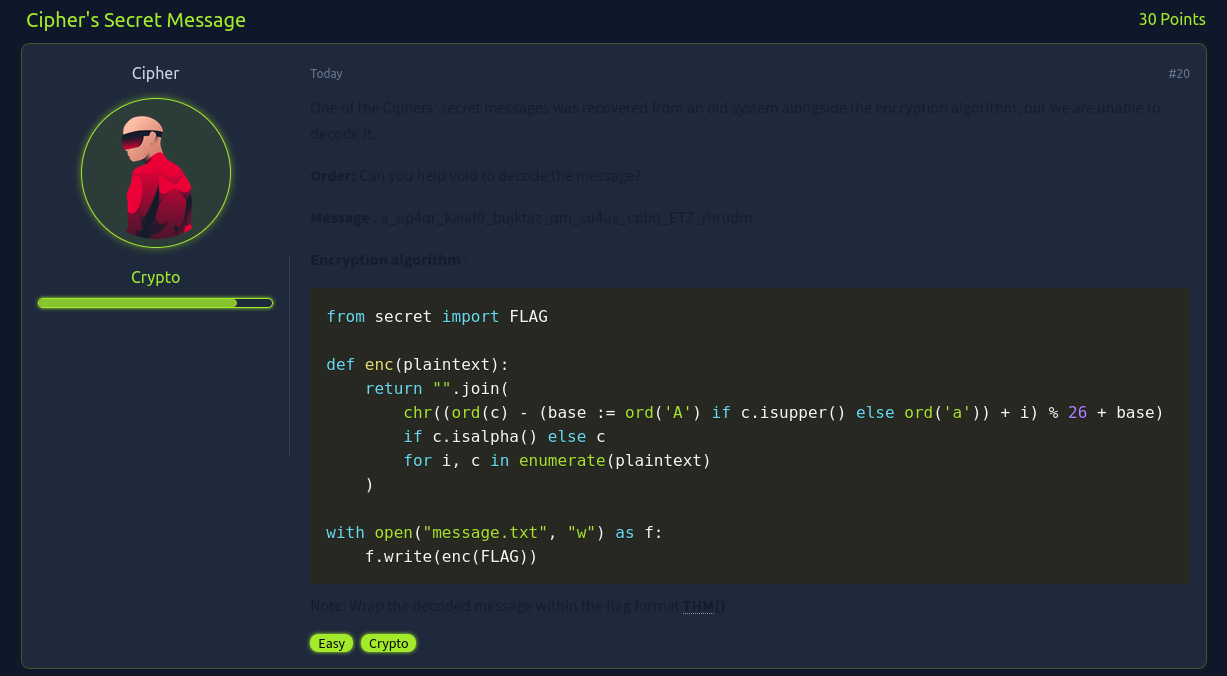 Cipher's Secret Message
30 Points
Cipher
Crypto
Today
#20
One of the Ciphers' secret messages was recovered from an old system alongside the encryption algorithm, but we are unable to
decode it.
Order: Can you help void to decode the message?
Message : a_up4qr_kaiaf0_bujktaz_qm_su4ux_cpbq_ETZ_rhrudm
Encryption algorithm :
from secret import FLAG
def enc(plaintext):
    return "".join(
        chr((ord(c) - (base := ord('A') if c.isupper() else ord('a')) + i) % 26 + base)
        if c.isalpha() else c
        for i, c in enumerate(plaintext)
    )
with open("message.txt", "w") as f:
    f.write(enc(FLAG))
Note: Wrap the decoded message within the flag format THM{}
Easy
Crypto